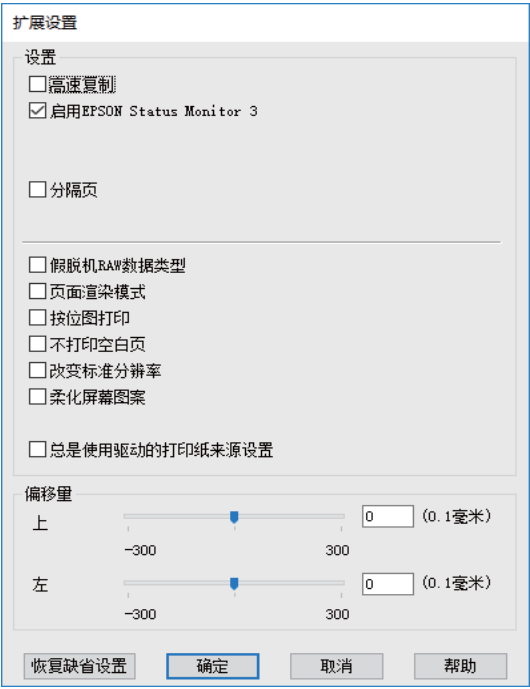 扩展设置
设置
高速复制
启用EPSON Status Monitor 3
分隔页
假脱机RAW数据类型
页面渲染模式
按位图打印
不打印空白页
改变标准分辨率
柔化屏幕图案
总是使用驱动的打印纸来源设置
偏移量
上 0 (0.1毫米)
-300 300
左 0 (0.1毫米)
-300 300
恢复缺省设置 确定 取消 帮助